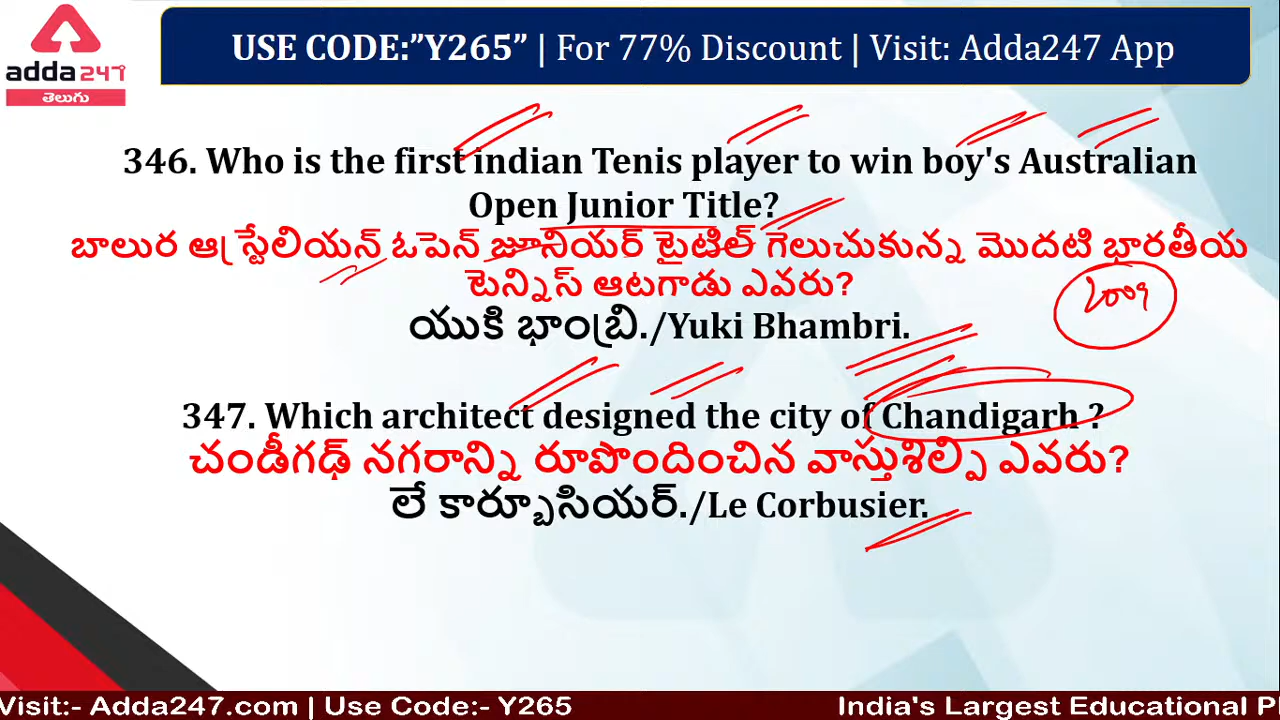 adda247
తెలుగు
USE CODE:”Y265” | For 77% Discount | Visit: Adda247 App
346. Who is the first indian Tenis player to win boy's Australian
Open Junior Title?
బాలుర ఆస్ట్రేలియన్ ఓపెన్ జూనియర్ టైటిల్ గెలుచుకున్న మొదటి భారతీయ
టెన్నిస్ ఆటగాడు ఎవరు?
2009
యుకి భాంబ్రి./Yuki Bhambri.
347. Which architect designed the city of Chandigarh ?
చండీగఢ్ నగరాన్ని రూపొందించిన వాస్తుశిల్పి ఎవరు?
లే కార్బూసియర్./Le Corbusier.
Visit:- Adda247.com | Use Code:- Y265 India's Largest Educational P